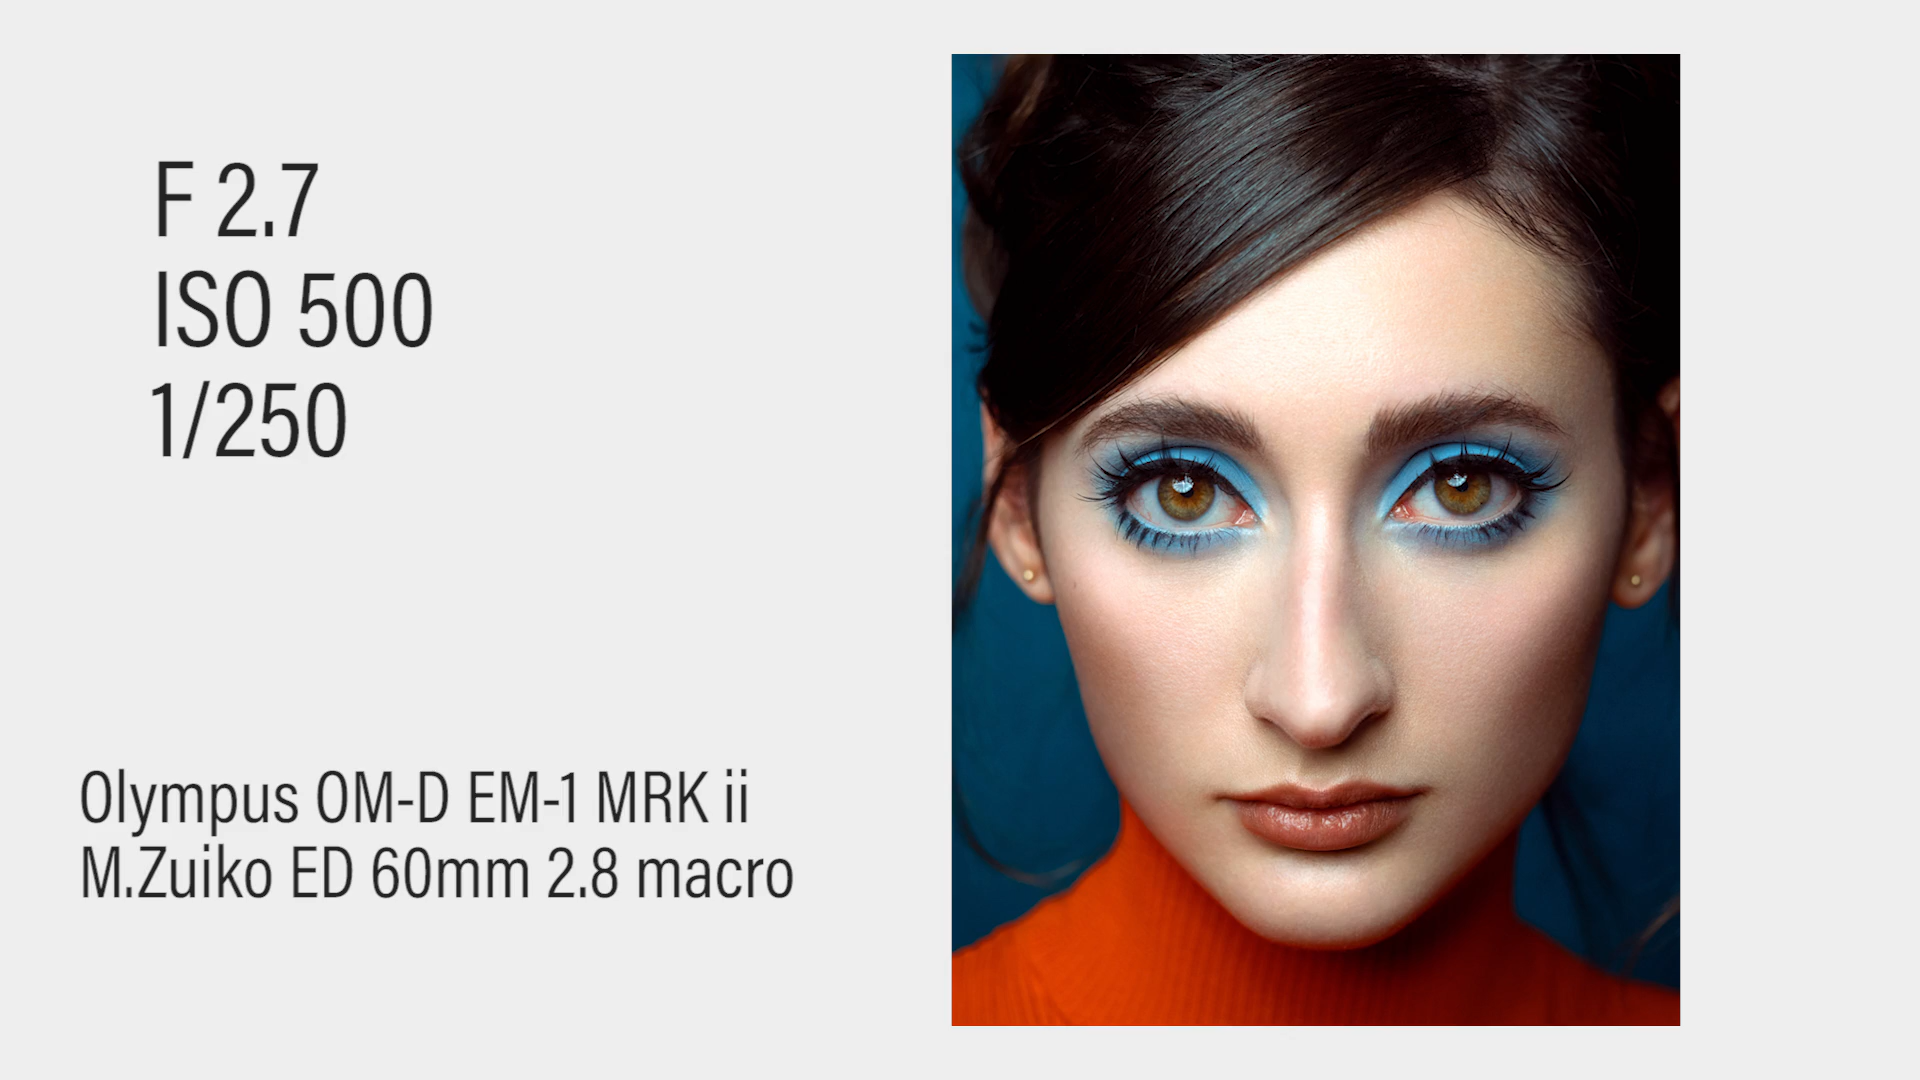 F 2.7
ISO 500
1/250
Olympus OM-D EM-1 MRK ii
M.Zuiko ED 60mm 2.8 macro